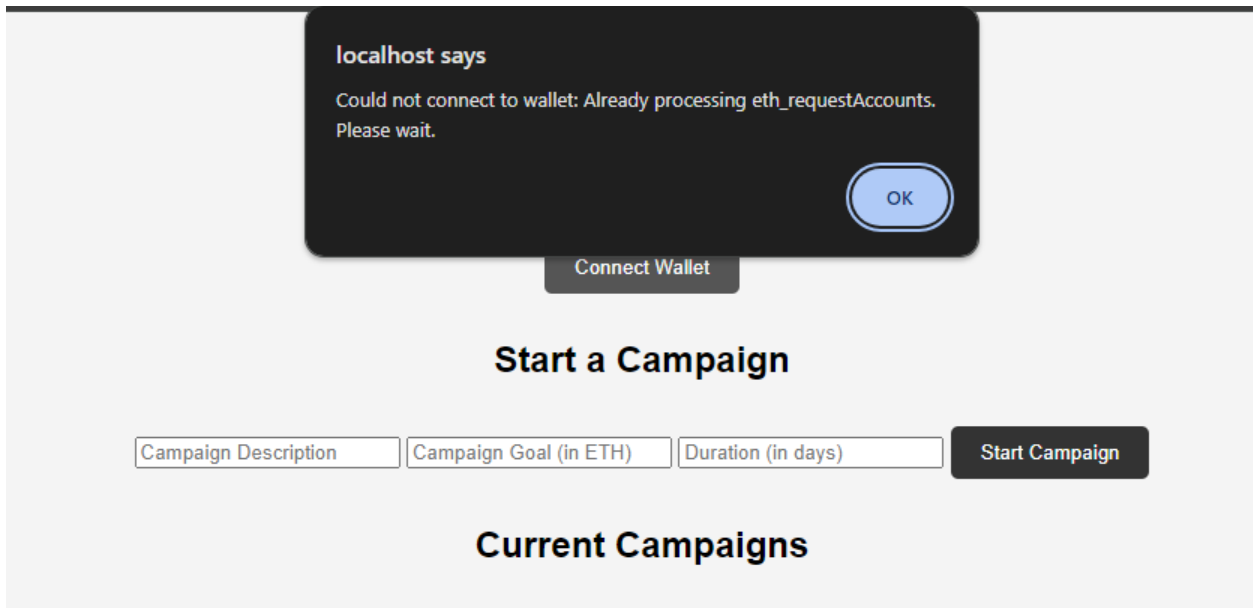 localhost says
Could not connect to wallet: Already processing eth_requestAccounts.
Please wait.
OK
Connect Wallet
Start a Campaign
Campaign Description Campaign Goal (in ETH) Duration (in days) Start Campaign
Current Campaigns